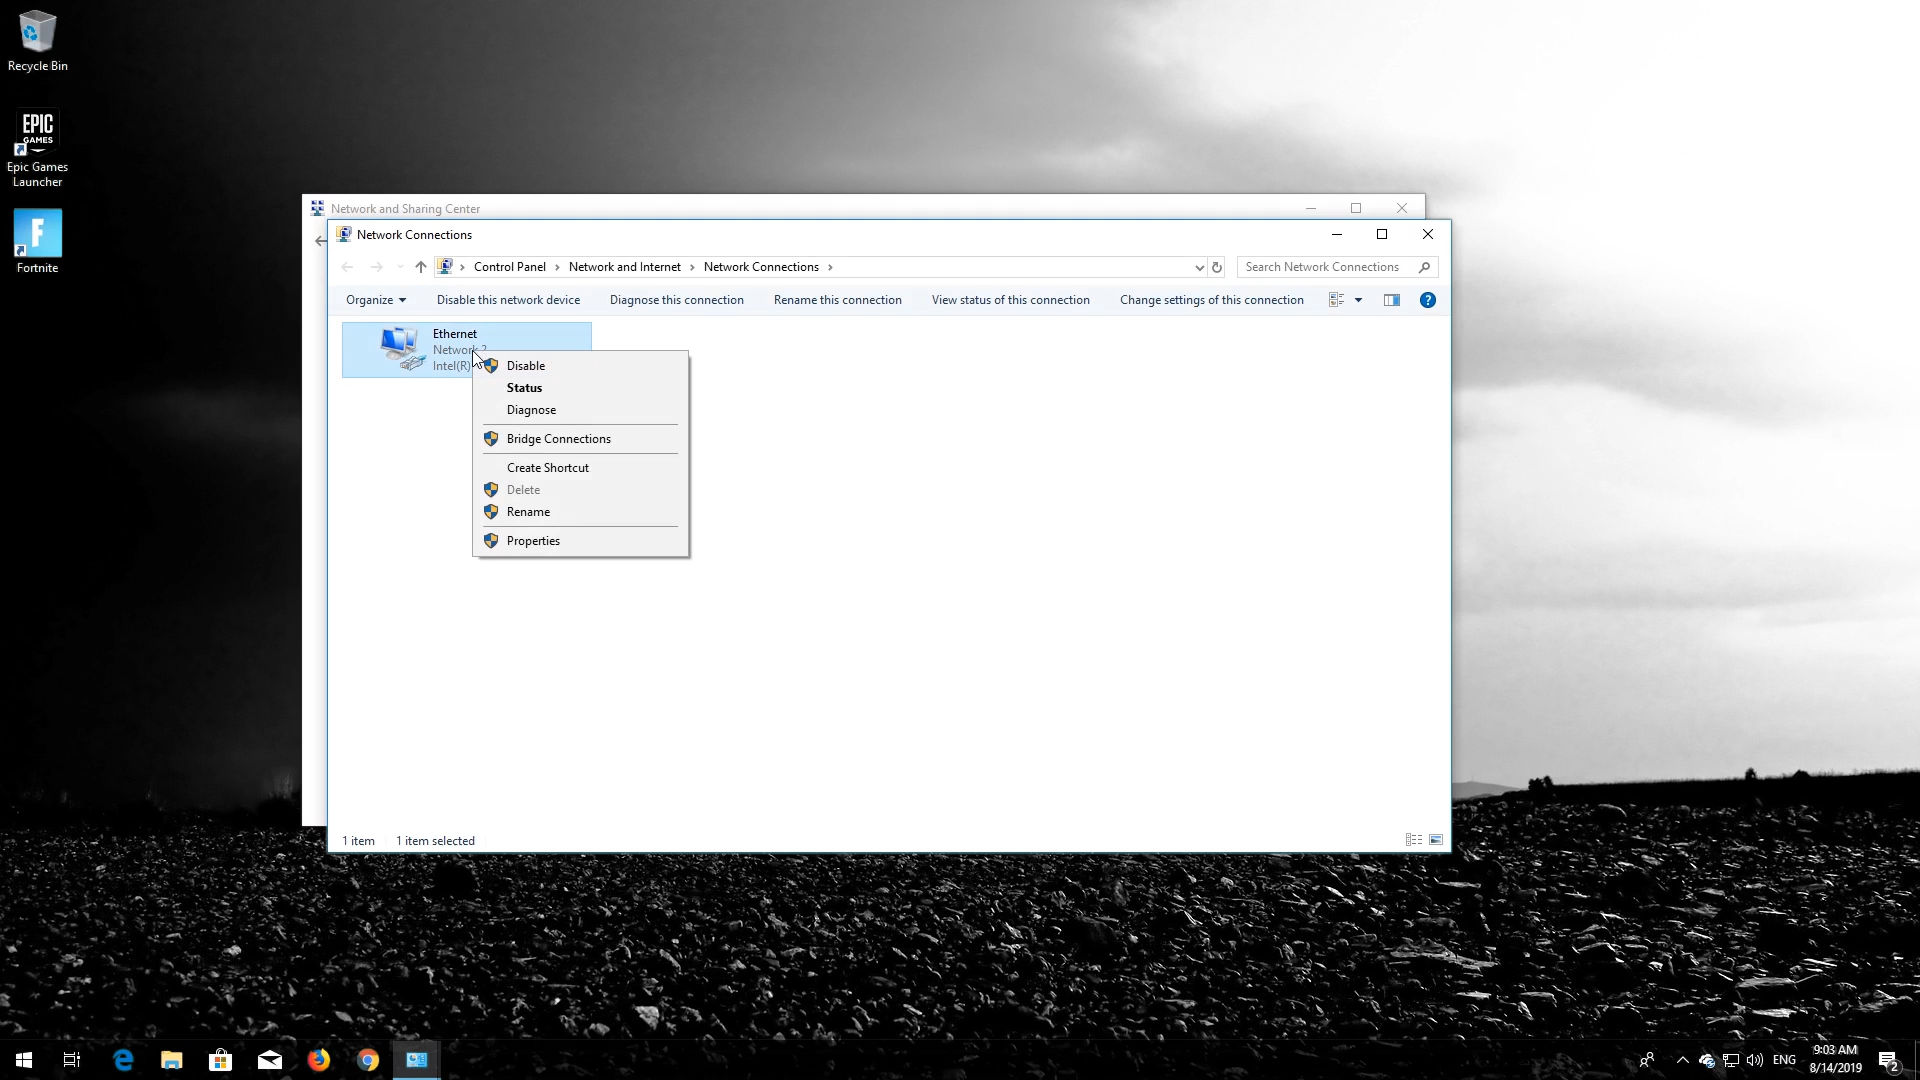 Recycle Bin
EPIC
GAMES
Epic Games
Launcher
F
Fortnite
Network and Sharing Center
Network Connections
Control Panel > Network and Internet > Network Connections >
Search Network Connections
Organize
Disable this network device
Diagnose this connection
Rename this connection
View status of this connection
Change settings of this connection
?
Ethernet
Network 2
Intel(R)
Disable
Status
Diagnose
Bridge Connections
Create Shortcut
Delete
Rename
Properties
1 item
1 item selected
ENG
9:03 AM
8/14/2019
2